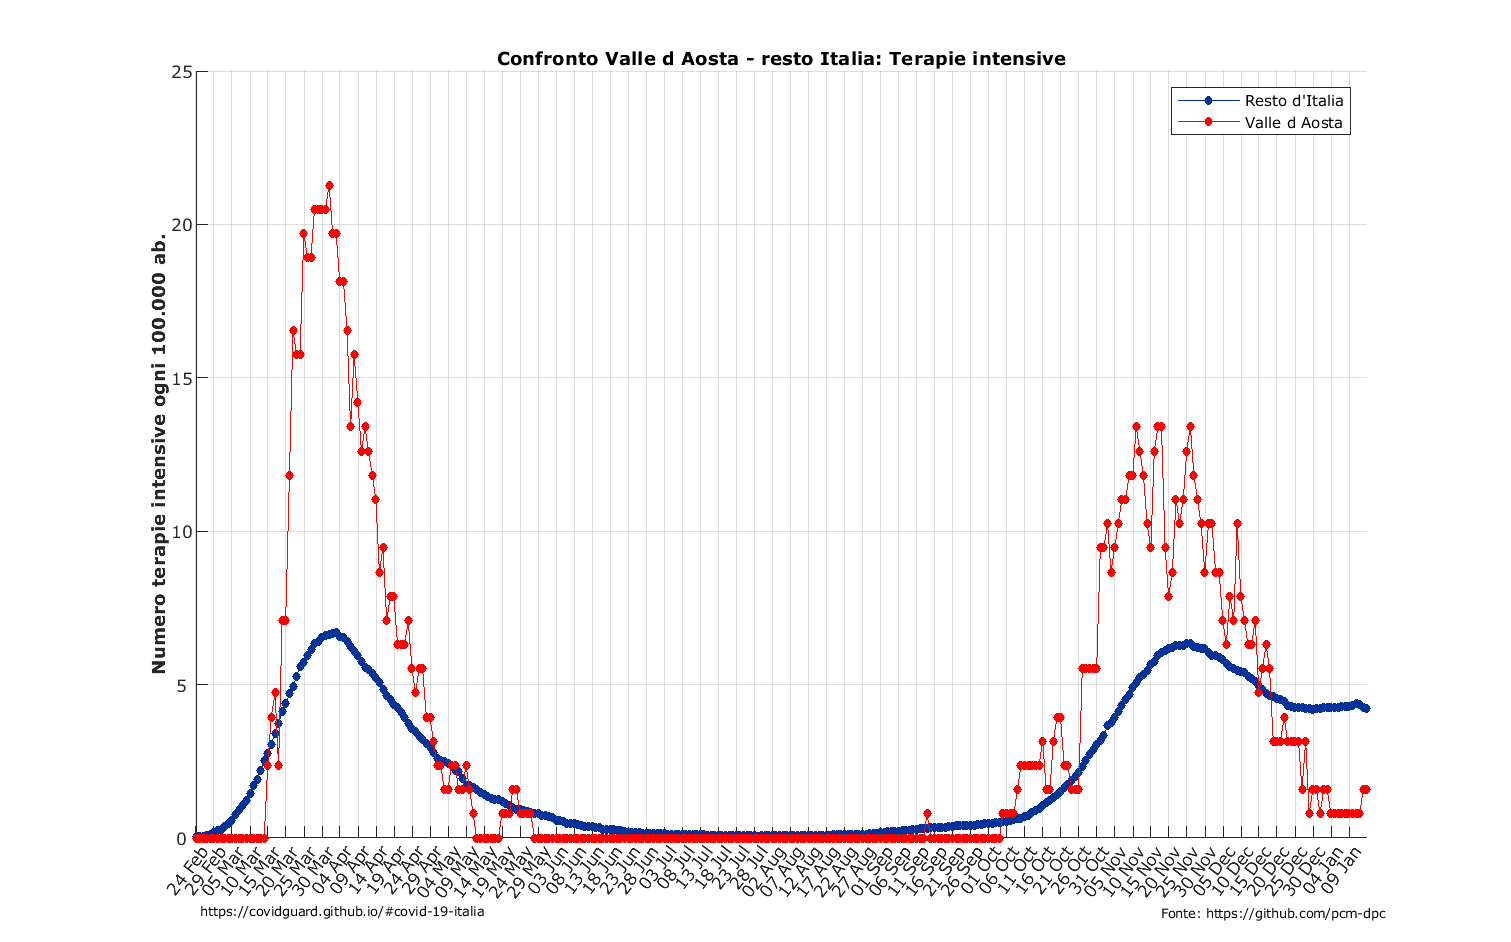 Confronto Valle d Aosta - resto Italia: Terapie intensive
Resto d'Italia
Valle d Aosta
Numero terapie intensive ogni 100.000 ab.
25
20
15
10
5
0
24 Feb
29 Feb
05 Mar
10 Mar
15 Mar
20 Mar
25 Mar
30 Mar
04 Apr
09 Apr
14 Apr
19 Apr
24 Apr
29 Apr
04 May
09 May
14 May
19 May
24 May
29 May
03 Jun
08 Jun
13 Jun
18 Jun
23 Jun
28 Jun
03 Jul
08 Jul
13 Jul
18 Jul
23 Jul
28 Jul
02 Aug
07 Aug
12 Aug
17 Aug
22 Aug
27 Aug
01 Sep
06 Sep
11 Sep
16 Sep
21 Sep
26 Sep
01 Oct
06 Oct
11 Oct
16 Oct
21 Oct
26 Oct
31 Oct
05 Nov
10 Nov
15 Nov
20 Nov
25 Nov
30 Nov
05 Dec
10 Dec
15 Dec
20 Dec
25 Dec
30 Dec
04 Jan
09 Jan
https://covidguard.github.io/#covid-19-italia
Fonte: https://github.com/pcm-dpc